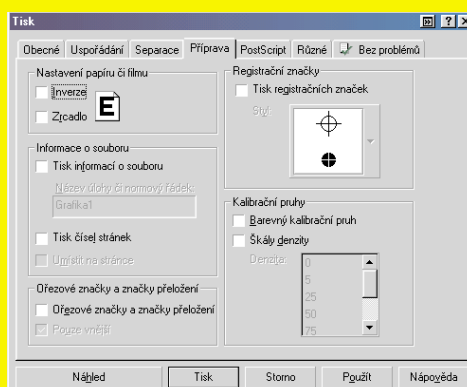 Tisk
Obecné Uspořádání Separace Příprava PostScript Různé Bez problémů
Nastavení papíru či filmu
Inverze
Zrcadlo
E
Informace o souboru
Tisk informací o souboru
Název úlohy či normový řádek:
Grafika1
Tisk čísel stránek
Umístit na stránce
Ořezové značky a značky přeložení
Ořezové značky a značky přeložení
Pouze vnější
Registrační značky
Tisk registračních značek
Styl:
Kalibrační pruhy
Barevný kalibrační pruh
Škály denzity
Denzita:
0
5
25
50
75
Náhled Tisk Storno Použít Nápověda